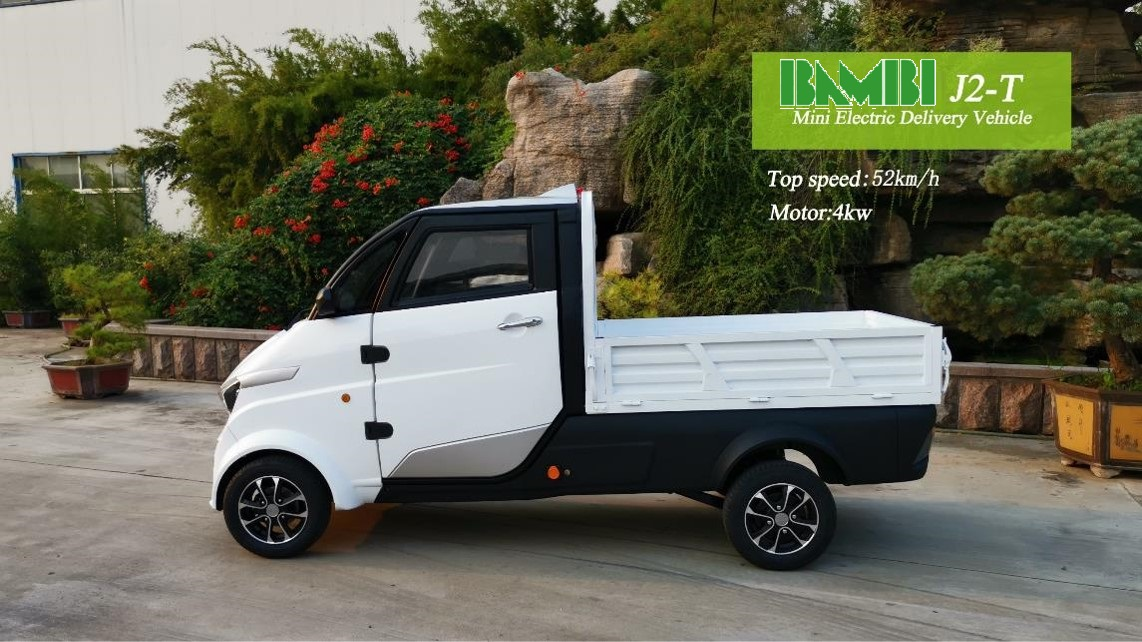 BAMBI J2-T
Mini Electric Delivery Vehicle
Top speed:52km/h
Motor:4kw